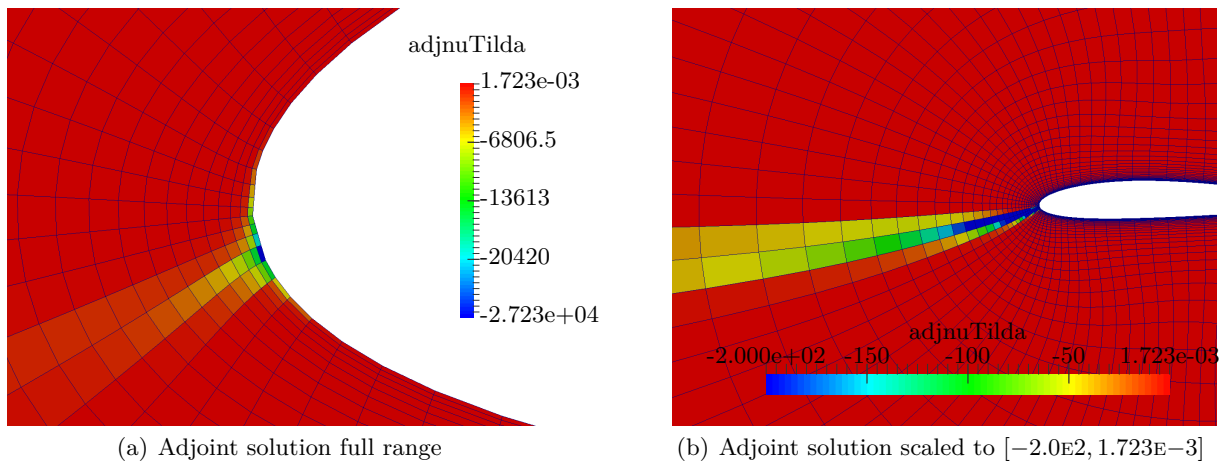 adjnuTilda
1.723e-03
-6806.5
-13613
-20420
-2.723e+04
(a) Adjoint solution full range
adjnuTilda
-2.000e+02 -150 -100 -50 1.723e-03
(b) Adjoint solution scaled to [−2.0E2, 1.723E−3]